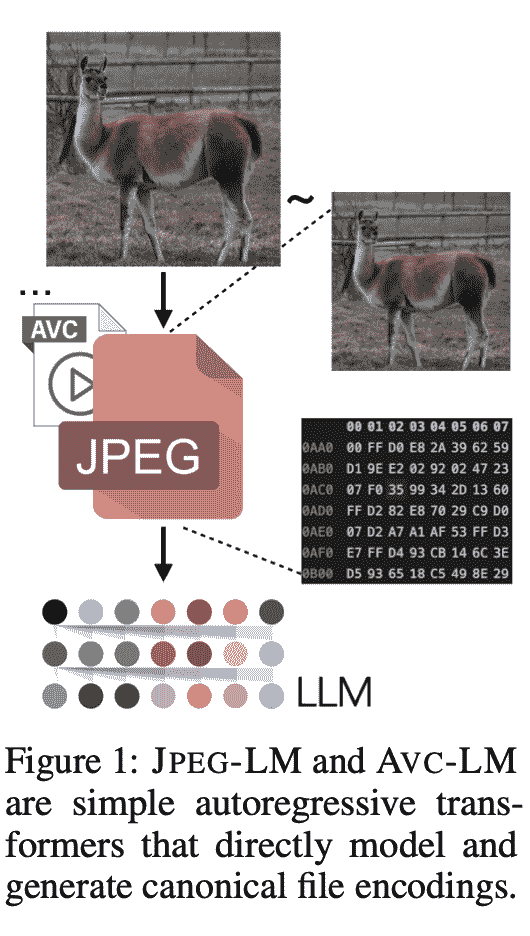 ~
...
AVC
JPEG
00 01 02 03 04 05 06 07
0AA0 00 FF D0 E8 2A 39 62 59
0AB0 D1 9E E2 02 92 02 47 23
0AC0 07 F0 35 99 34 2D 13 60
0AD0 FF D2 82 E8 70 29 C9 D0
0AE0 07 D2 A7 A1 AF 53 FF D3
0AF0 E7 FF D4 93 CB 14 6C 3E
0B00 D5 93 65 18 C5 49 8E 29
LLM
Figure 1: JPEG-LM and AVC-LM
are simple autoregressive trans-
formers that directly model and
generate canonical file encodings.